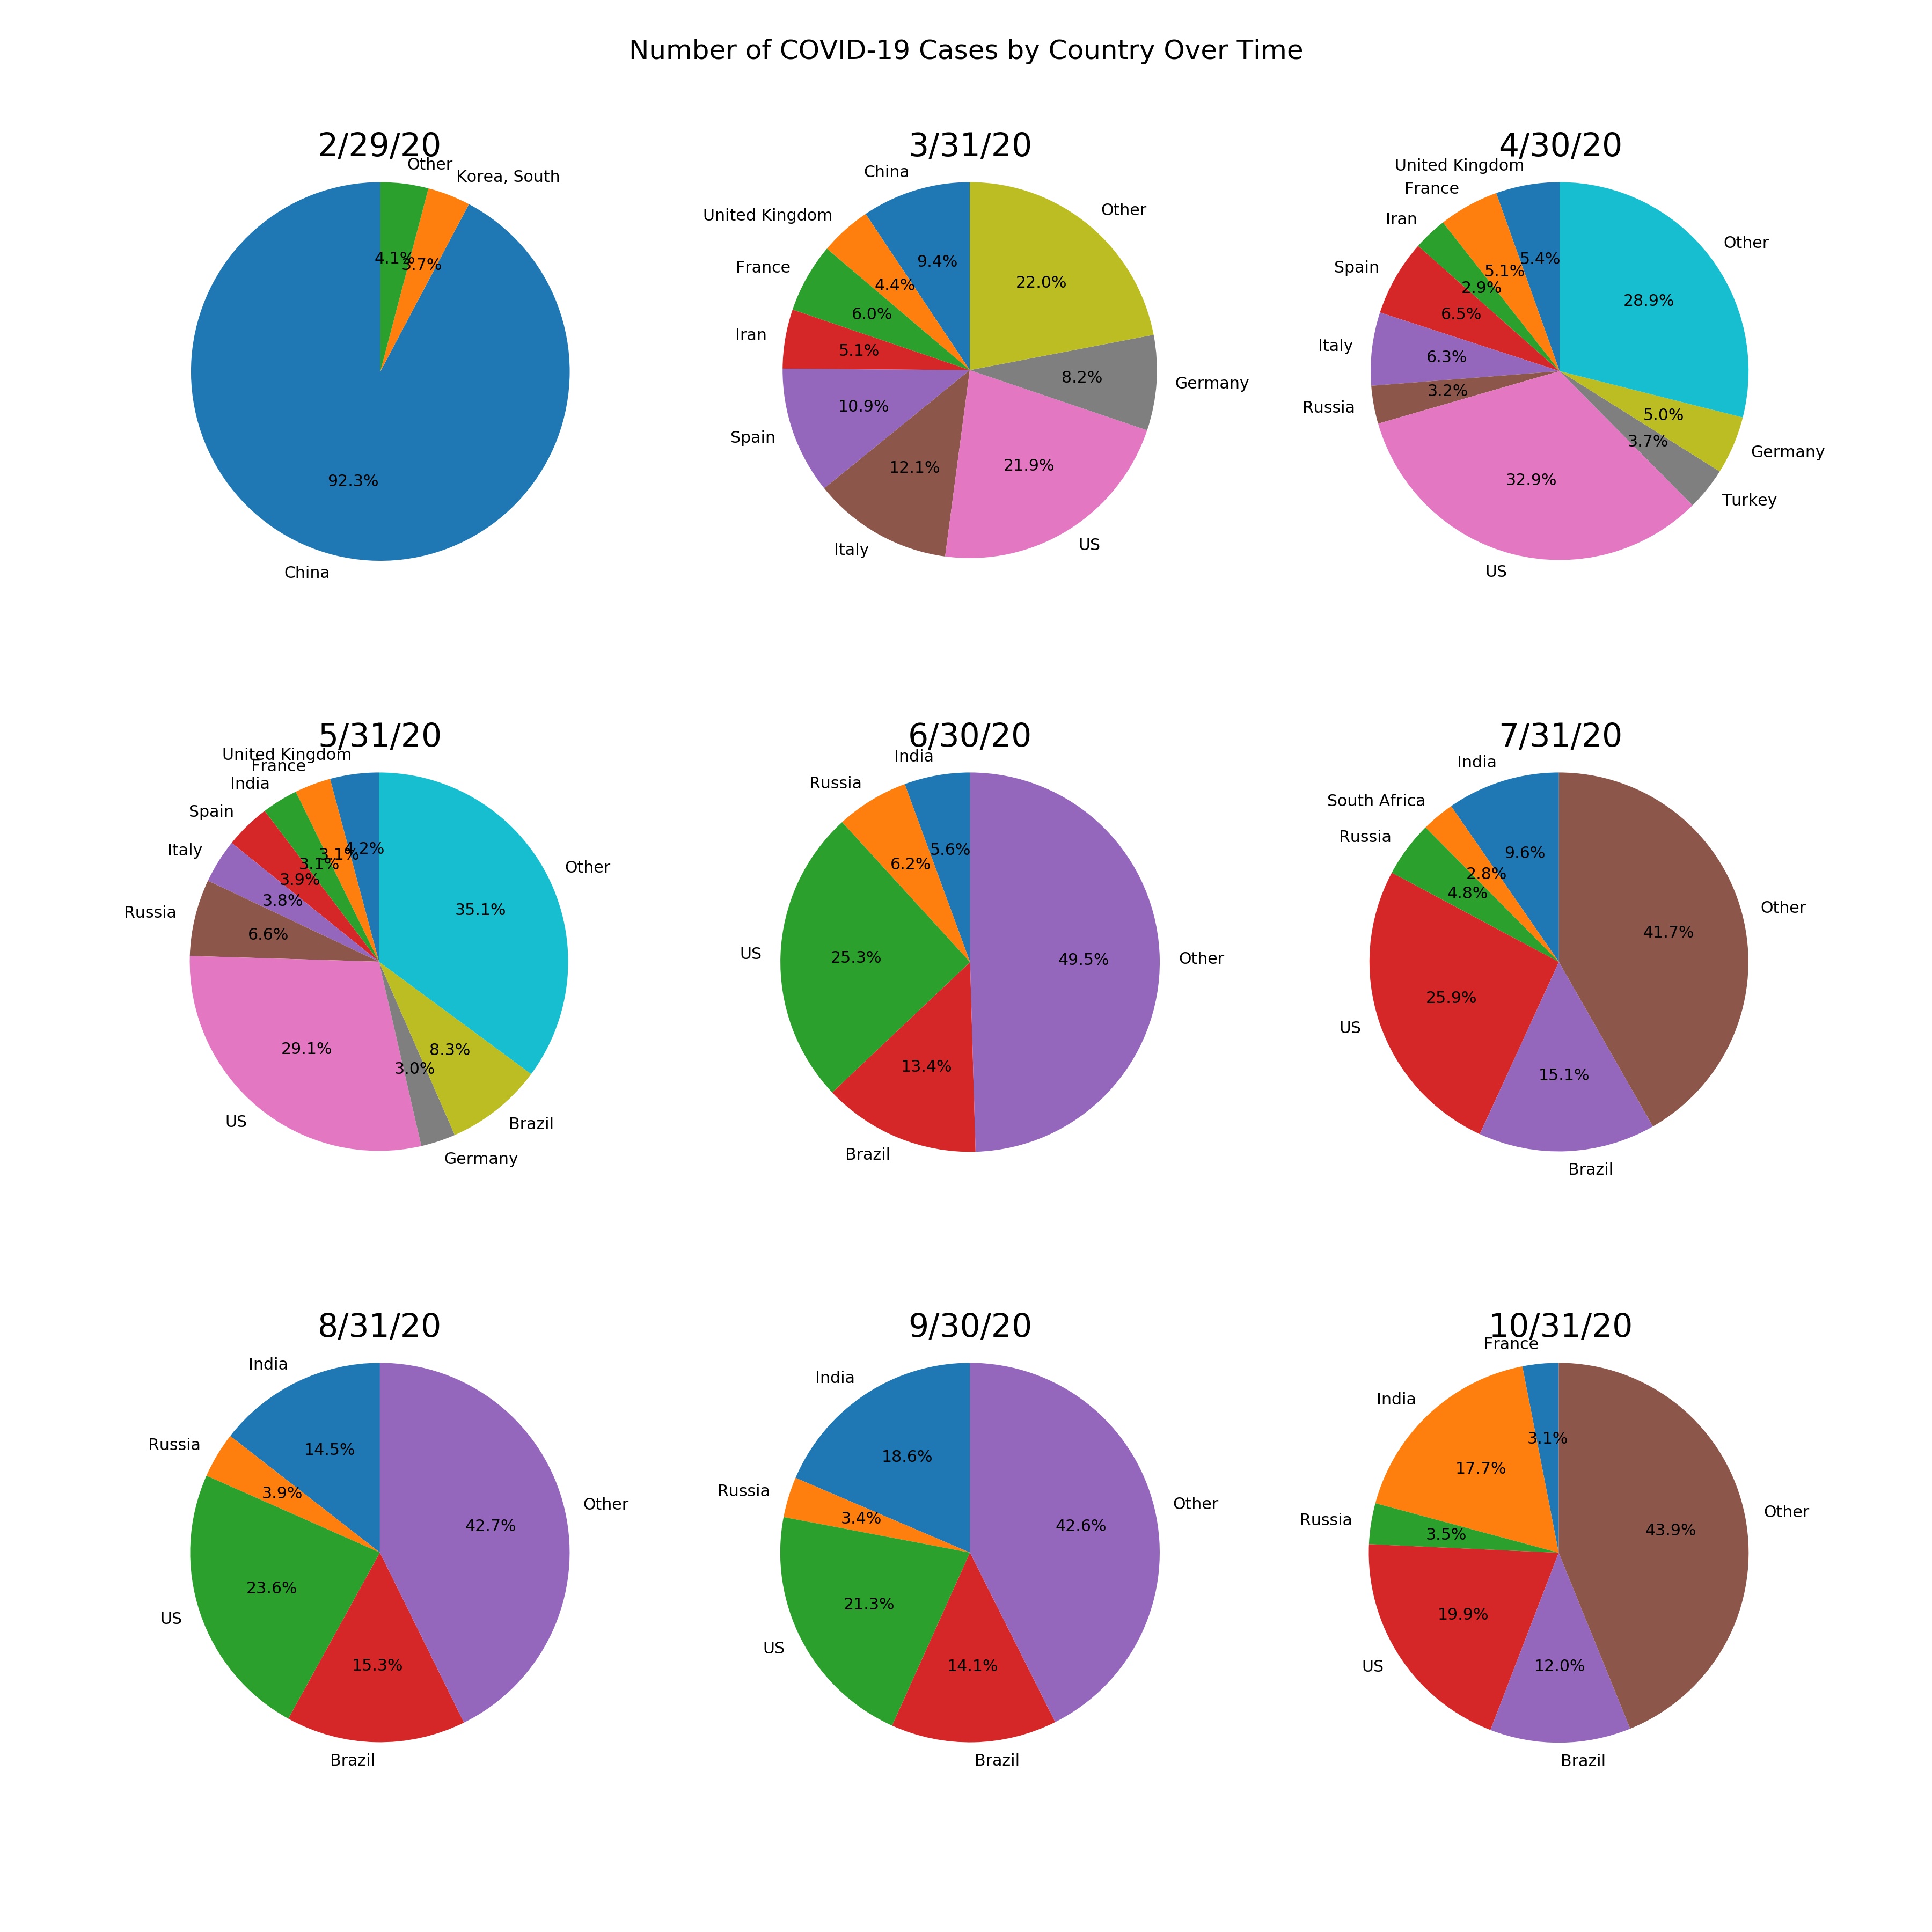 Number of COVID-19 Cases by Country Over Time
2/29/20
Other
Korea, South
4.1%
3.7%
92.3%
China
3/31/20
China
United Kingdom
France
Iran
Spain
Italy
US
Germany
Other
9.4%
4.4%
6.0%
5.1%
10.9%
12.1%
21.9%
8.2%
22.0%
4/30/20
United Kingdom
France
Iran
Spain
Italy
Russia
US
Turkey
Germany
Other
5.4%
5.1%
2.9%
6.5%
6.3%
3.2%
32.9%
3.7%
5.0%
28.9%
5/31/20
United Kingdom
France
India
Spain
Italy
Russia
US
Germany
Brazil
Other
4.2%
3.1%
3.1%
3.9%
3.8%
6.6%
29.1%
3.0%
8.3%
35.1%
6/30/20
India
Russia
US
Brazil
Other
5.6%
6.2%
25.3%
13.4%
49.5%
7/31/20
India
South Africa
Russia
US
Brazil
Other
9.6%
2.8%
4.8%
25.9%
15.1%
41.7%
8/31/20
India
Russia
US
Brazil
Other
14.5%
3.9%
23.6%
15.3%
42.7%
9/30/20
India
Russia
US
Brazil
Other
18.6%
3.4%
21.3%
14.1%
42.6%
10/31/20
France
India
Russia
US
Brazil
Other
3.1%
17.7%
3.5%
19.9%
12.0%
43.9%